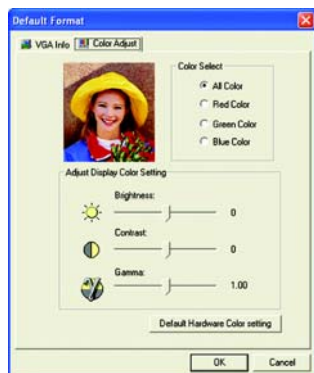 Default Format
VGA Info Color Adjust
Color Select
All Color
Red Color
Green Color
Blue Color
Adjust Display Color Setting
Brightness:
0
Contrast:
0
Gamma:
1.00
Default Hardware Color setting
OK Cancel